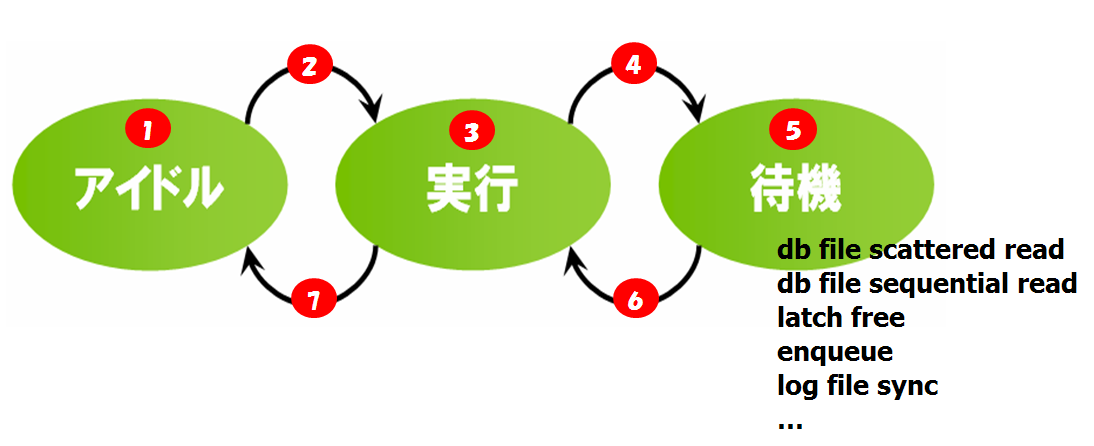 2
4
1
3
5
アイドル
実行
待機
db file scattered read
db file sequential read
7
6
latch free
enqueue
log file sync
...